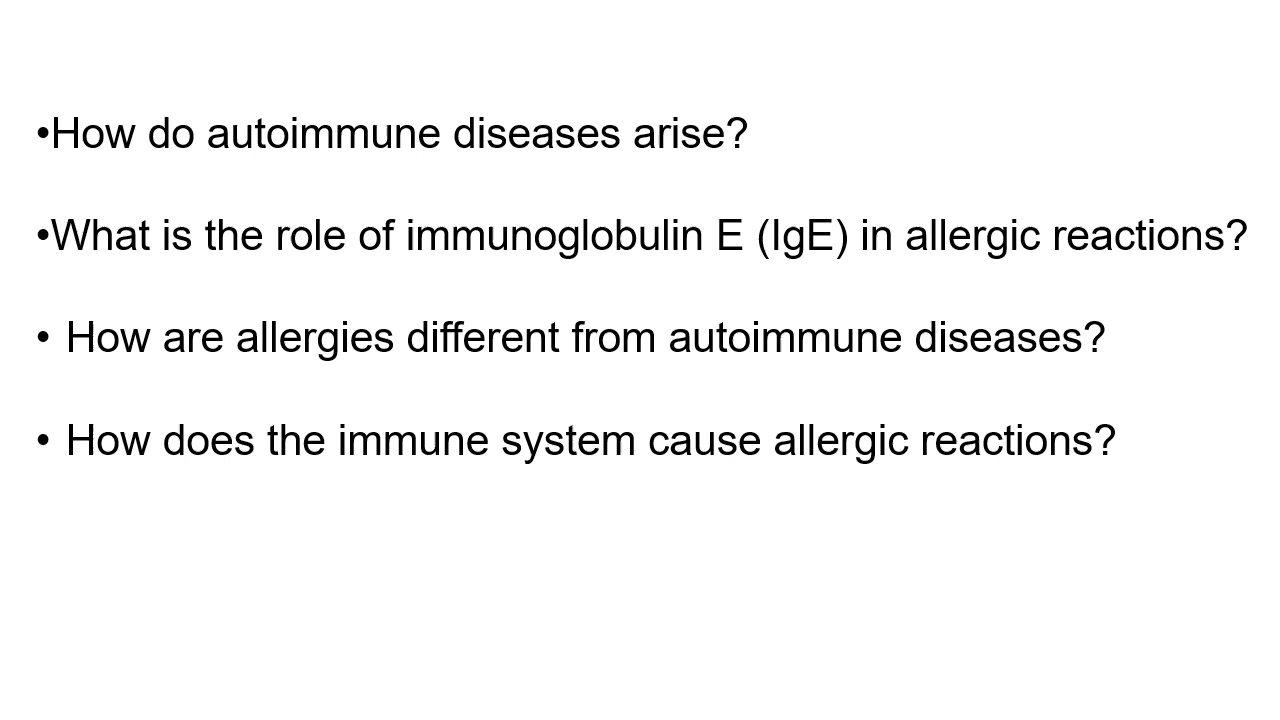 •How do autoimmune diseases arise?
•What is the role of immunoglobulin E (IgE) in allergic reactions?
• How are allergies different from autoimmune diseases?
• How does the immune system cause allergic reactions?